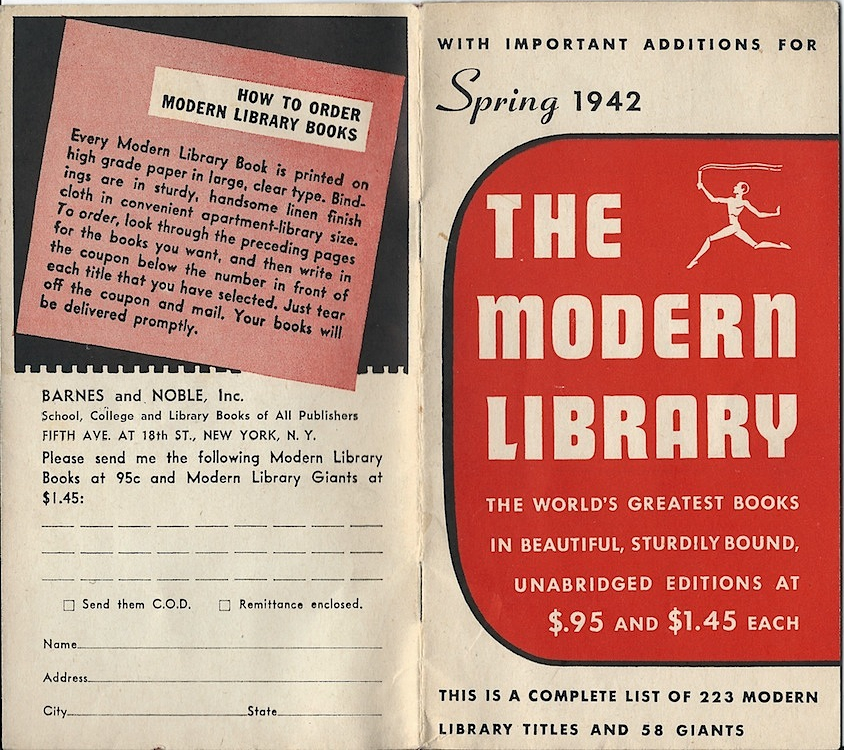 HOW TO ORDER
MODERN LIBRARY BOOKS
Every Modern Library Book is printed on
high grade paper in large, clear type. Bind-
ings are in sturdy, handsome linen finish
cloth in convenient apartment-library size.
To order, look through the preceding pages
for the books you want, and then write in
the coupon below the number in front of
each title that you have selected. Just tear
off the coupon and mail. Your books will
be delivered promptly.
BARNES and NOBLE, Inc.
School, College and Library Books of All Publishers
FIFTH AVE. AT 18th ST., NEW YORK, N. Y.
Please send me the following Modern Library
Books at 95c and Modern Library Giants at
$1.45:
Send them C.O.D. Remittance enclosed.
Name
Address
City State
WITH IMPORTANT ADDITIONS FOR
Spring 1942
THE
MODERN
LIBRARY
THE WORLD'S GREATEST BOOKS
IN BEAUTIFUL, STURDILY BOUND,
UNABRIDGED EDITIONS AT
$.95 AND $1.45 EACH
THIS IS A COMPLETE LIST OF 223 MODERN
LIBRARY TITLES AND 58 GIANTS